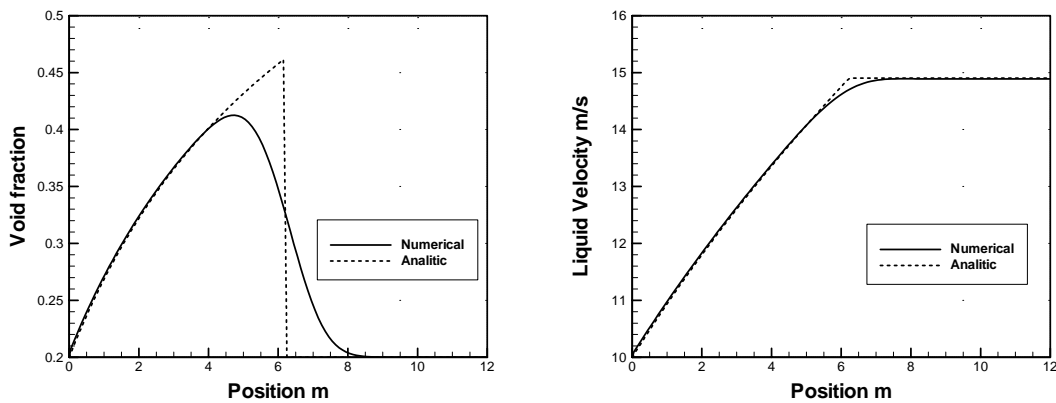 0.5
0.45
0.4
0.35
0.3
0.25
0.2
Void fraction
Numerical
Analitic
0 2 4 6 8 10 12
Position m
16
15
14
13
12
11
10
Liquid Velocity m/s
Numerical
Analitic
0 2 4 6 8 10 12
Position m